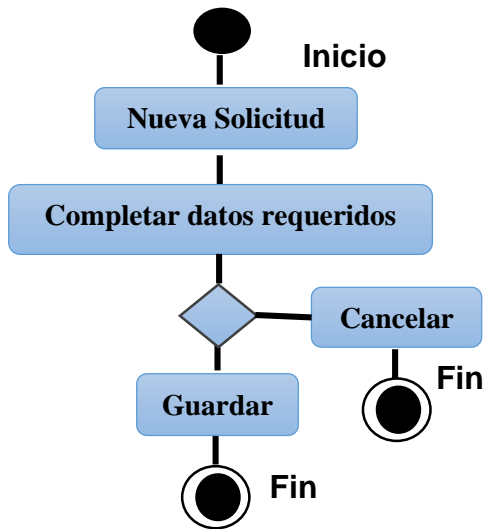 Inicio
Nueva Solicitud
Completar datos requeridos
Cancelar
Fin
Guardar
Fin